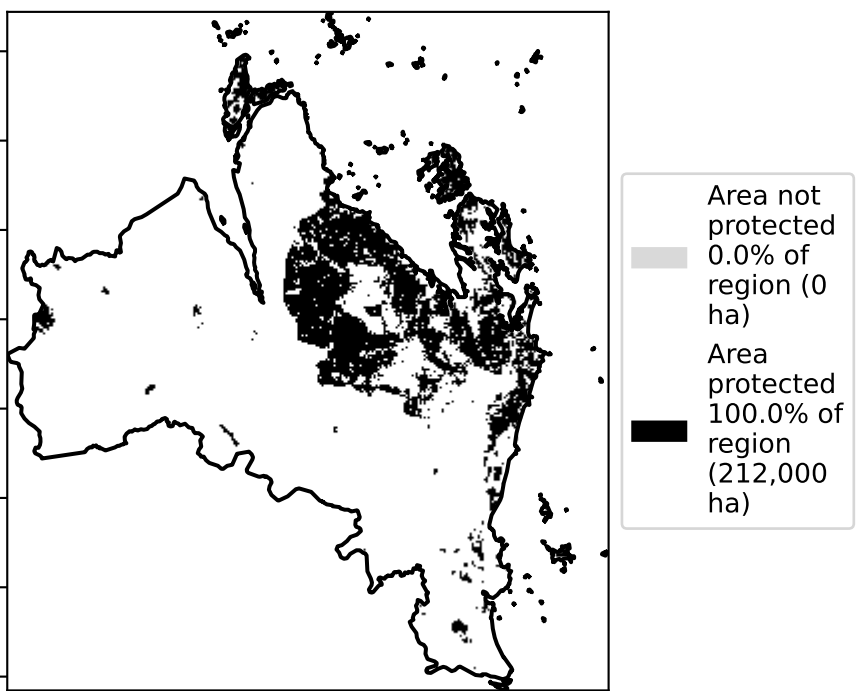 Area not
protected
0.0% of
region (0
ha)
Area
protected
100.0% of
region
(212,000
ha)